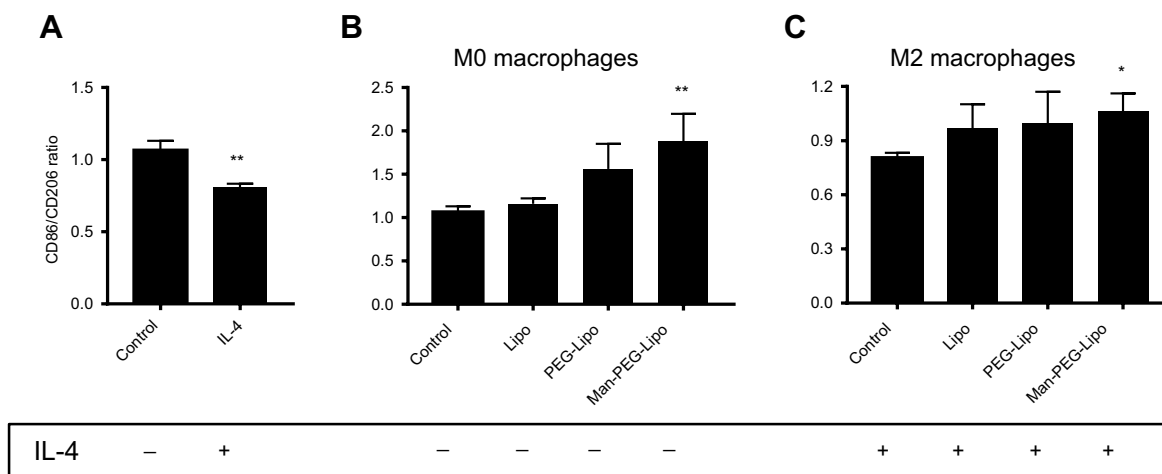 A
B
C
M0 macrophages
M2 macrophages
CD86/CD206 ratio
1.5
1.0
0.5
0.0
**
Control
IL-4
2.5
2.0
1.5
1.0
0.5
0.0
**
Control
Lipo
PEG-Lipo
Man-PEG-Lipo
1.2
0.9
0.6
0.3
0.0
*
Control
Lipo
PEG-Lipo
Man-PEG-Lipo
IL-4 – + – – – – + + + +